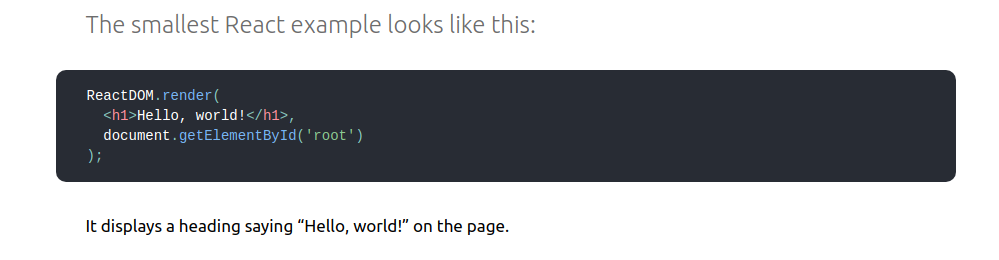 The smallest React example looks like this:
ReactDOM.render(
  <h1>Hello, world!</h1>,
  document.getElementById('root')
);
It displays a heading saying “Hello, world!” on the page.